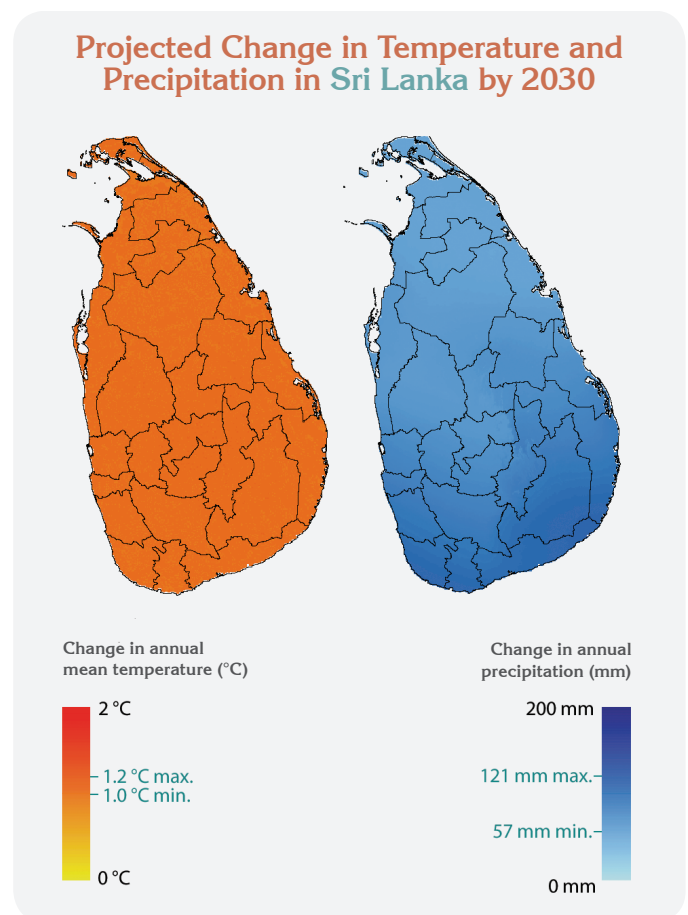 Projected Change in Temperature and
Precipitation in Sri Lanka by 2030
Change in annual
mean temperature (°C)
2 °C
1.2 °C max.
1.0 °C min.
0 °C
Change in annual
precipitation (mm)
200 mm
121 mm max.
57 mm min.
0 mm